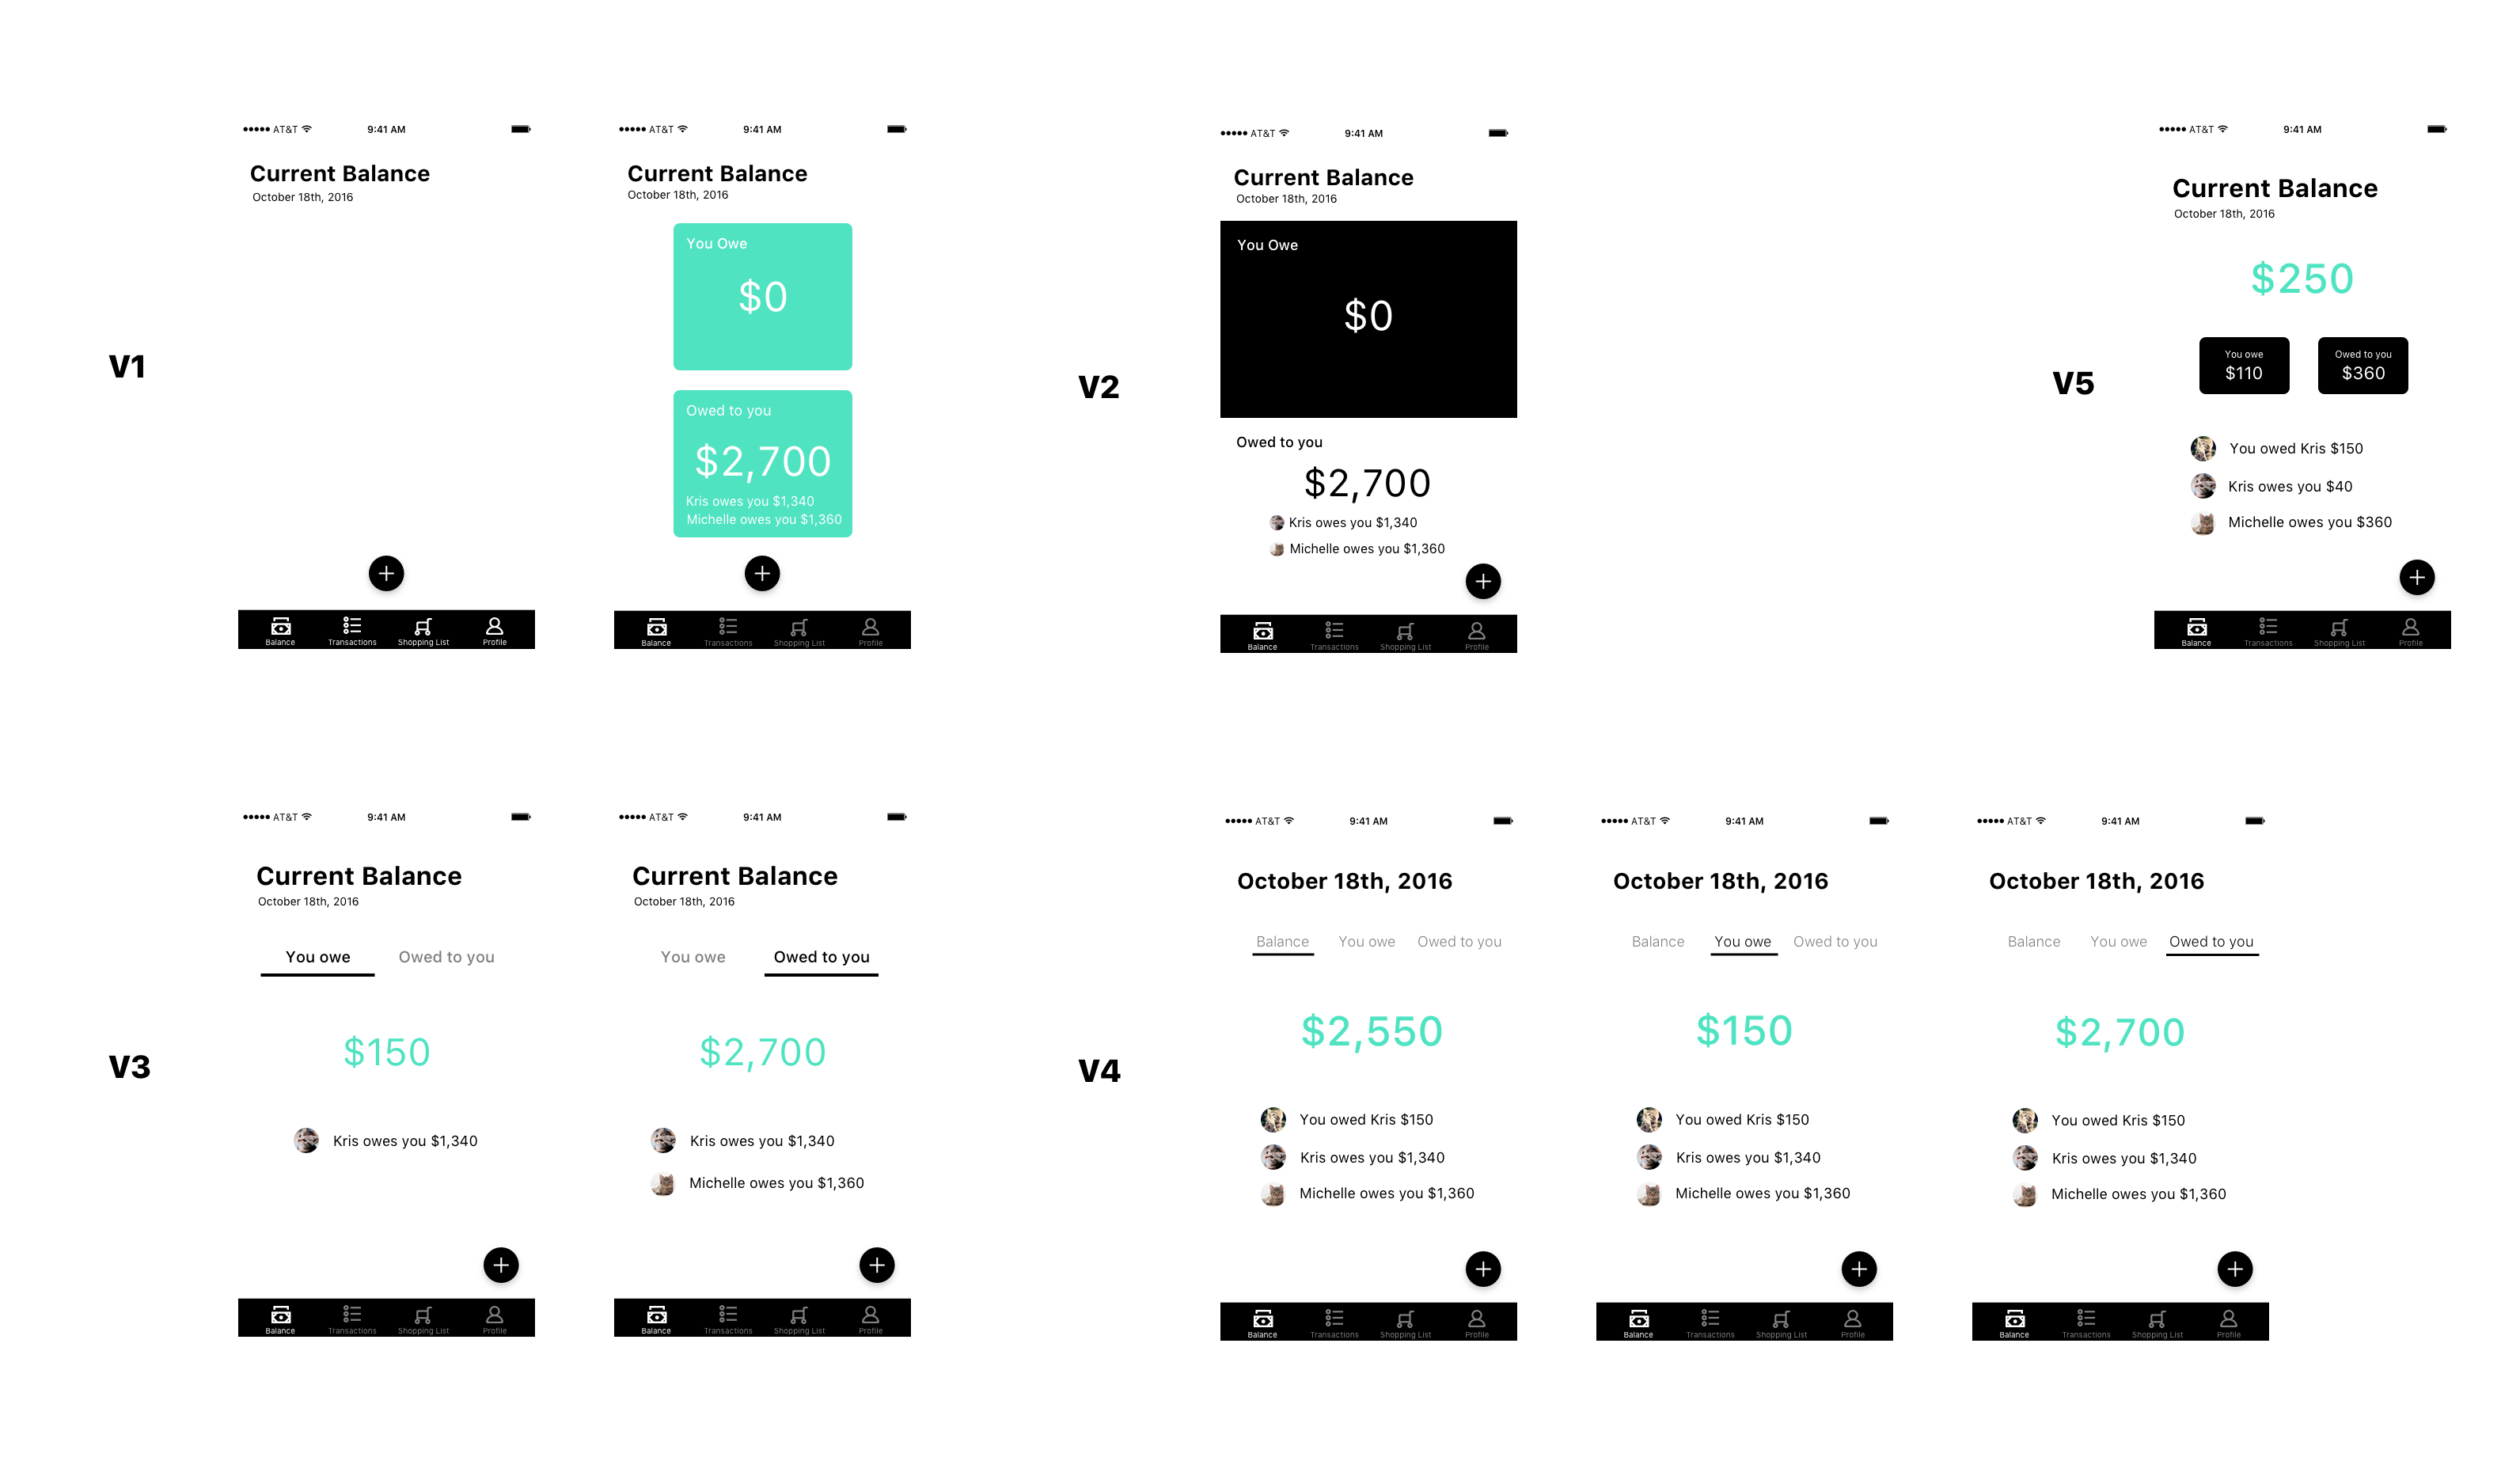 V1
AT&T 9:41 AM
Current Balance
October 18th, 2016
Balance Transactions Shopping List Profile
AT&T 9:41 AM
Current Balance
October 18th, 2016
You Owe
$0
Owed to you
$2,700
Kris owes you $1,340
Michelle owes you $1,360
Balance Transactions Shopping List Profile
V2
AT&T 9:41 AM
Current Balance
October 18th, 2016
You Owe
$0
Owed to you
$2,700
Kris owes you $1,340
Michelle owes you $1,360
Balance Transactions Shopping List Profile
V5
AT&T 9:41 AM
Current Balance
October 18th, 2016
$250
You owe
$110
Owed to you
$360
You owed Kris $150
Kris owes you $40
Michelle owes you $360
Balance Transactions Shopping List Profile
V3
AT&T 9:41 AM
Current Balance
October 18th, 2016
You owe Owed to you
$150
Kris owes you $1,340
Balance Transactions Shopping List Profile
AT&T 9:41 AM
Current Balance
October 18th, 2016
You owe Owed to you
$2,700
Kris owes you $1,340
Michelle owes you $1,360
Balance Transactions Shopping List Profile
V4
AT&T 9:41 AM
October 18th, 2016
Balance You owe Owed to you
$2,550
You owed Kris $150
Kris owes you $1,340
Michelle owes you $1,360
Balance Transactions Shopping List Profile
AT&T 9:41 AM
October 18th, 2016
Balance You owe Owed to you
$150
You owed Kris $150
Kris owes you $1,340
Michelle owes you $1,360
Balance Transactions Shopping List Profile
AT&T 9:41 AM
October 18th, 2016
Balance You owe Owed to you
$2,700
You owed Kris $150
Kris owes you $1,340
Michelle owes you $1,360
Balance Transactions Shopping List Profile